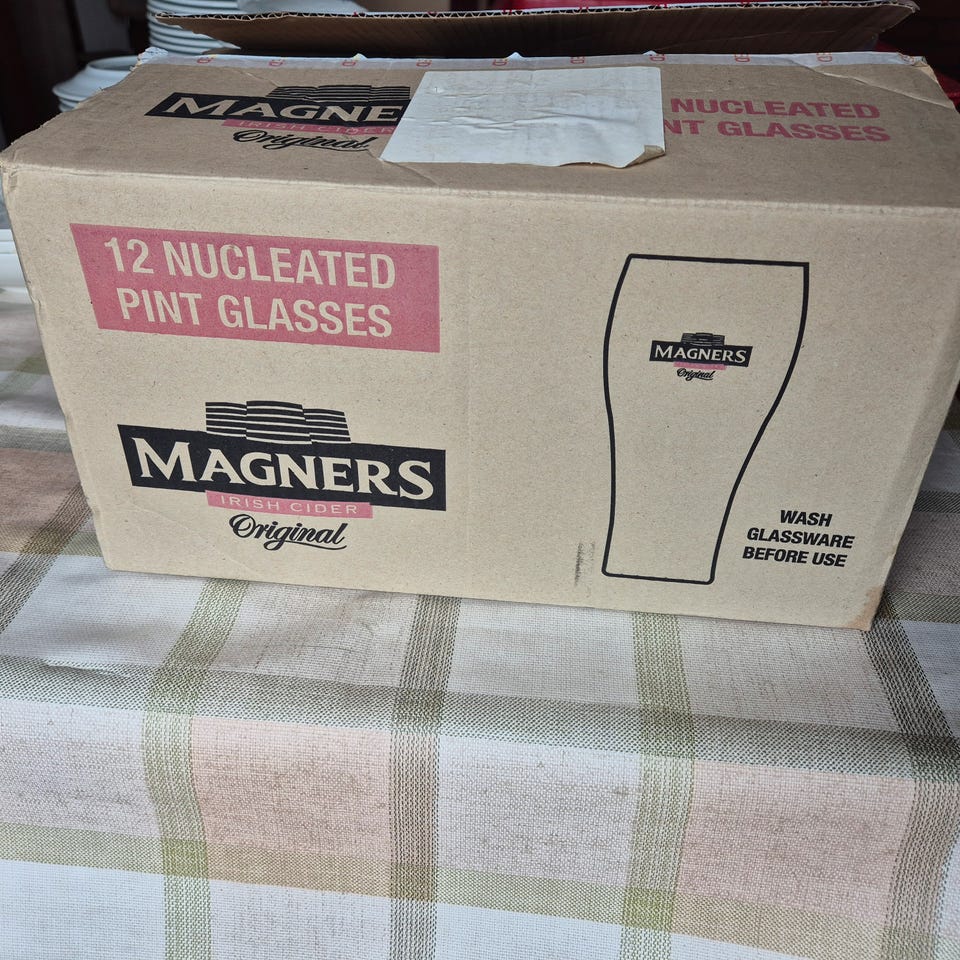 MAGNE
IRISH CIDER
Original
NUCLEATED
NT GLASSES
12 NUCLEATED
PINT GLASSES
MAGNERS
IRISH CIDER
Original
MAGNERS
Original
WASH
GLASSWARE
BEFORE USE